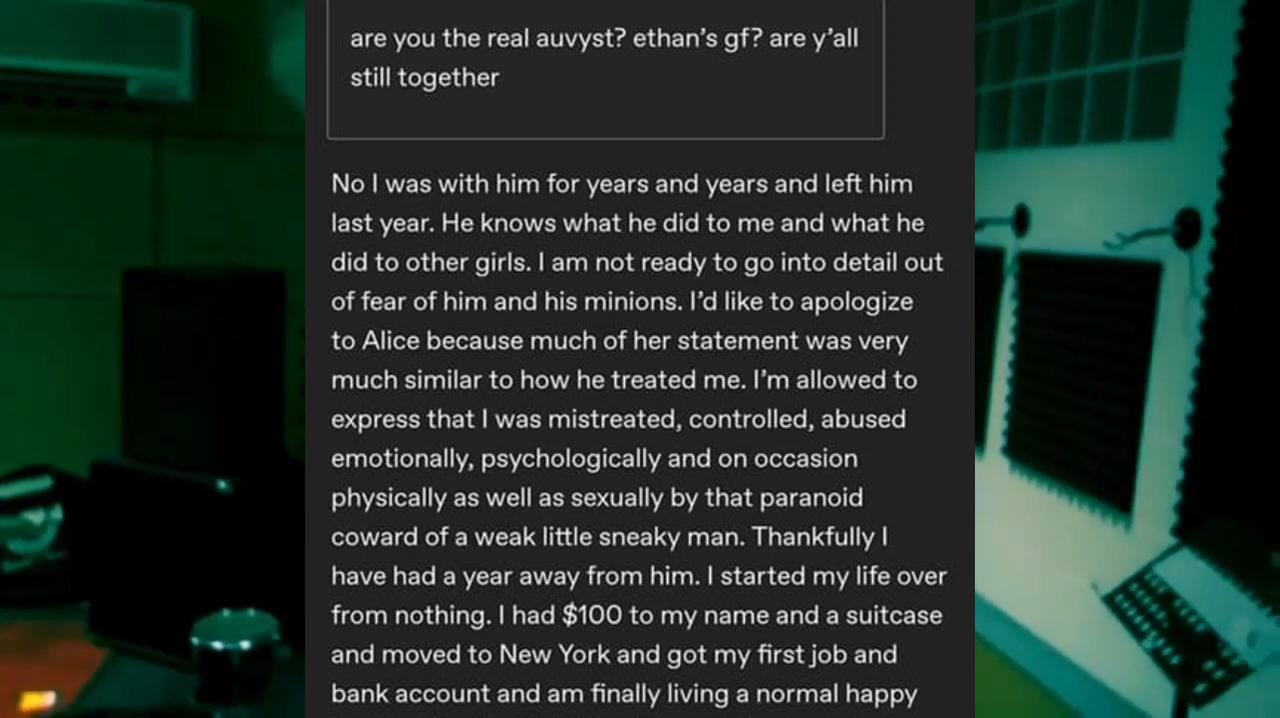 are you the real auvyst? ethan’s gf? are y’all
still together
No I was with him for years and years and left him
last year. He knows what he did to me and what he
did to other girls. I am not ready to go into detail out
of fear of him and his minions. I’d like to apologize
to Alice because much of her statement was very
much similar to how he treated me. I’m allowed to
express that I was mistreated, controlled, abused
emotionally, psychologically and on occasion
physically as well as sexually by that paranoid
coward of a weak little sneaky man. Thankfully I
have had a year away from him. I started my life over
from nothing. I had $100 to my name and a suitcase
and moved to New York and got my first job and
bank account and am finally living a normal happy